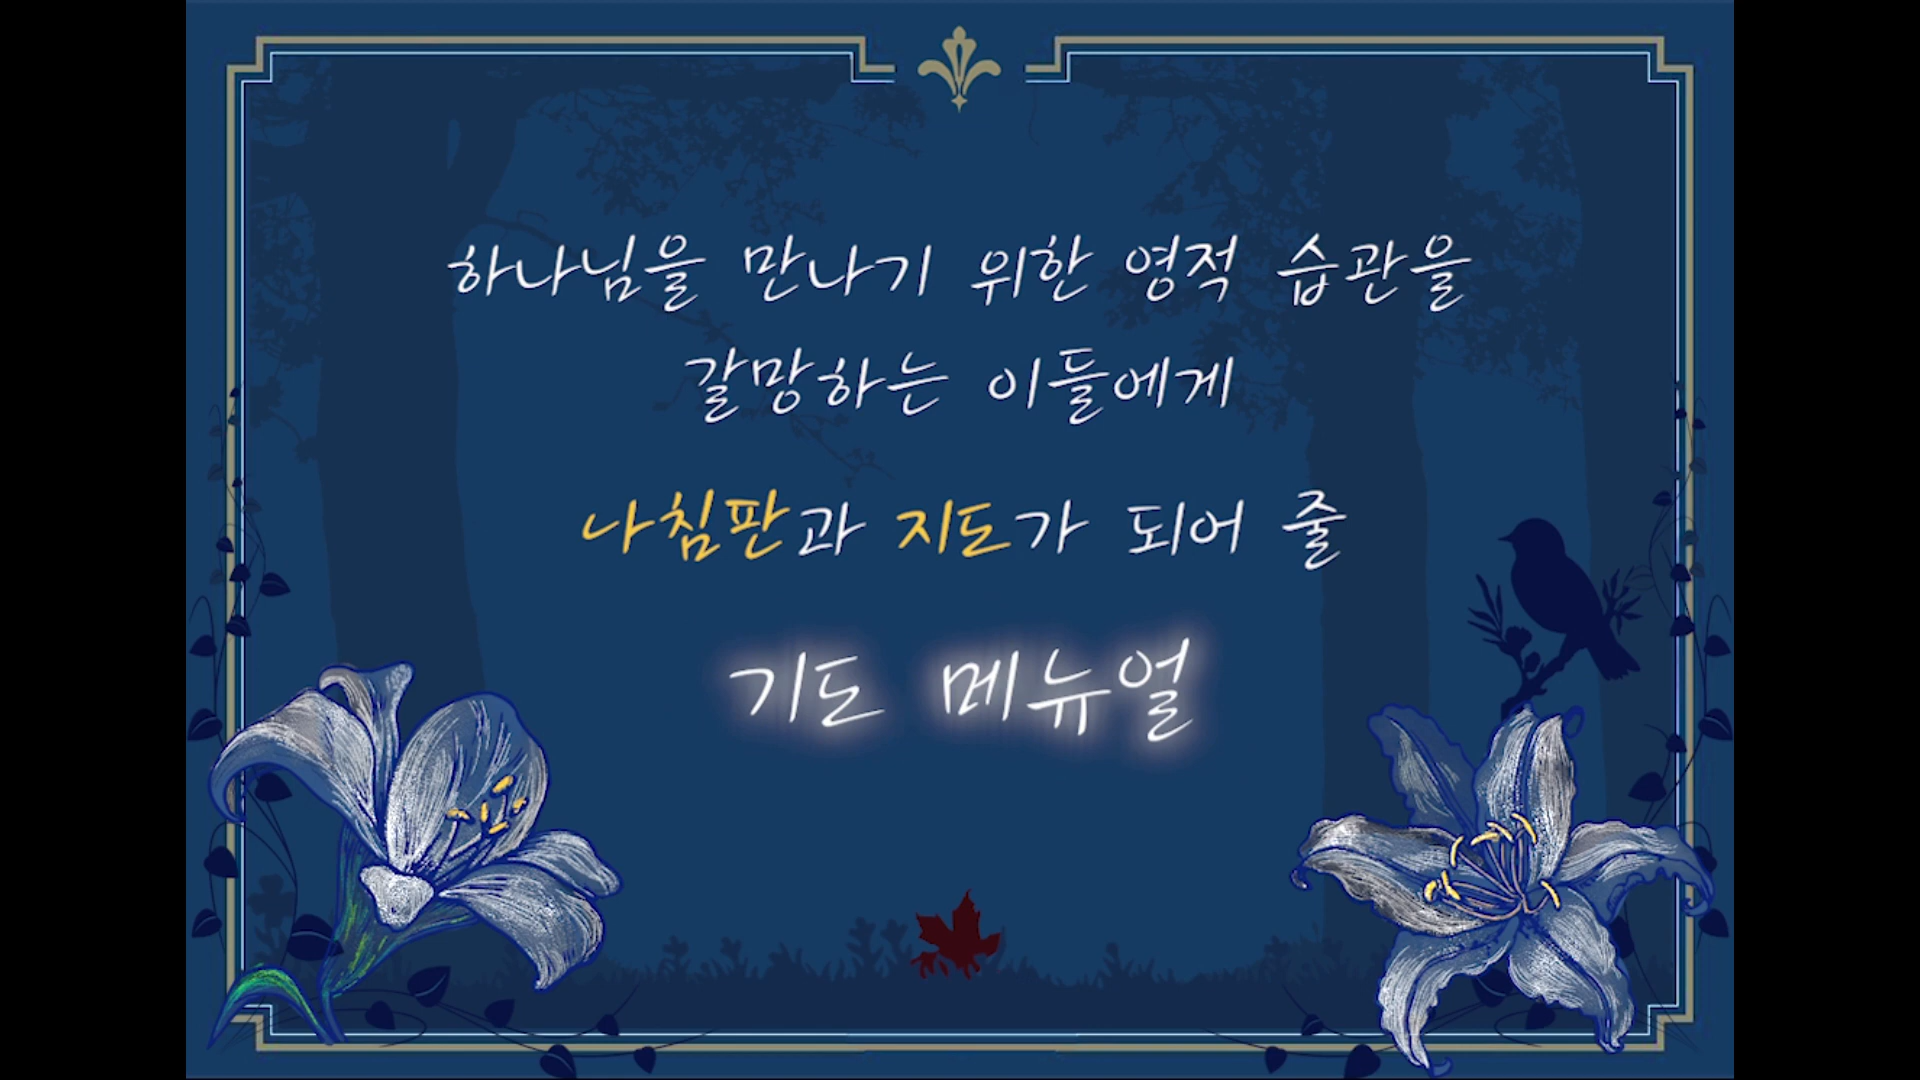 하나님을 만나기 위한 영적 습관을
갈망하는 이들에게
나침판과 지도가 되어 줄
기도 메뉴얼